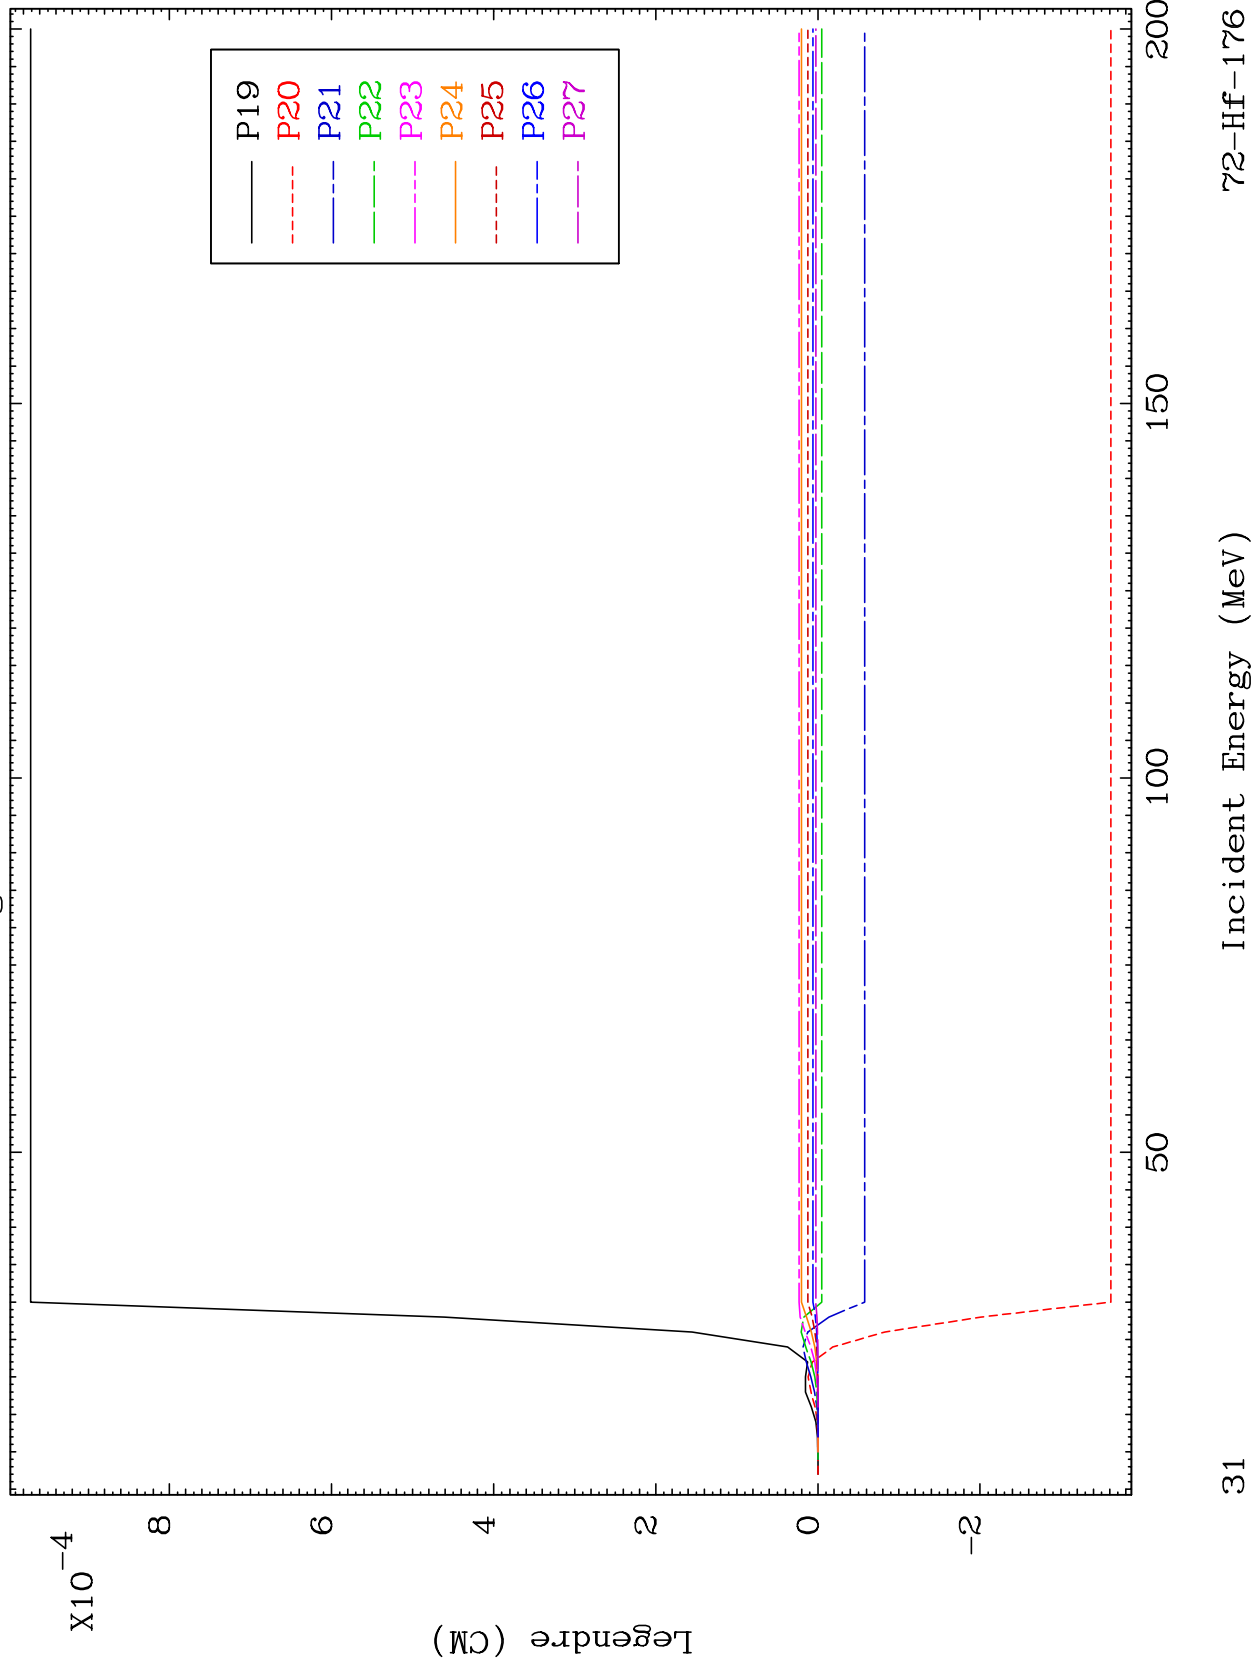 X10-4
8
6
4
2
0
-2
Legendre (CM)
P19
P20
P21
P22
P23
P24
P25
P26
P27
50
100
150
200
Incident Energy (MeV)
31
72-Hf-176